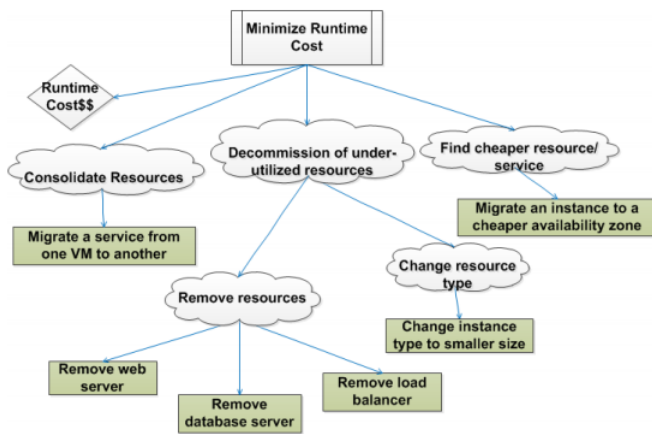 Minimize Runtime
Cost
Runtime
Cost$$
Consolidate Resources
Decommission of under-
utilized resources
Find cheaper resource/
service
Migrate a service from
one VM to another
Migrate an instance to a
cheaper availability zone
Remove resources
Change resource
type
Change instance
type to smaller size
Remove web
server
Remove
database server
Remove load
balancer